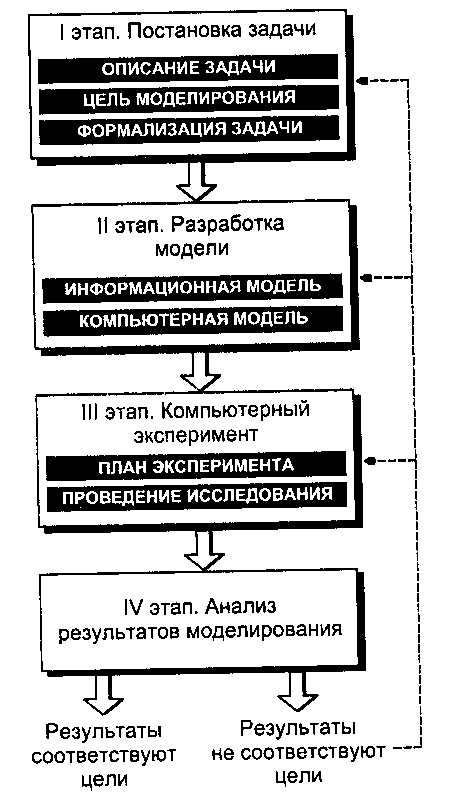 I этап. Постановка задачи
ОПИСАНИЕ ЗАДАЧИ
ЦЕЛЬ МОДЕЛИРОВАНИЯ
ФОРМАЛИЗАЦИЯ ЗАДАЧИ
II этап. Разработка
модели
ИНФОРМАЦИОННАЯ МОДЕЛЬ
КОМПЬЮТЕРНАЯ МОДЕЛЬ
III этап. Компьютерный
эксперимент
ПЛАН ЭКСПЕРИМЕНТА
ПРОВЕДЕНИЕ ИССЛЕДОВАНИЯ
IV этап. Анализ
результатов моделирования
Результаты
соответствуют
цели
Результаты
не соответствуют
цели